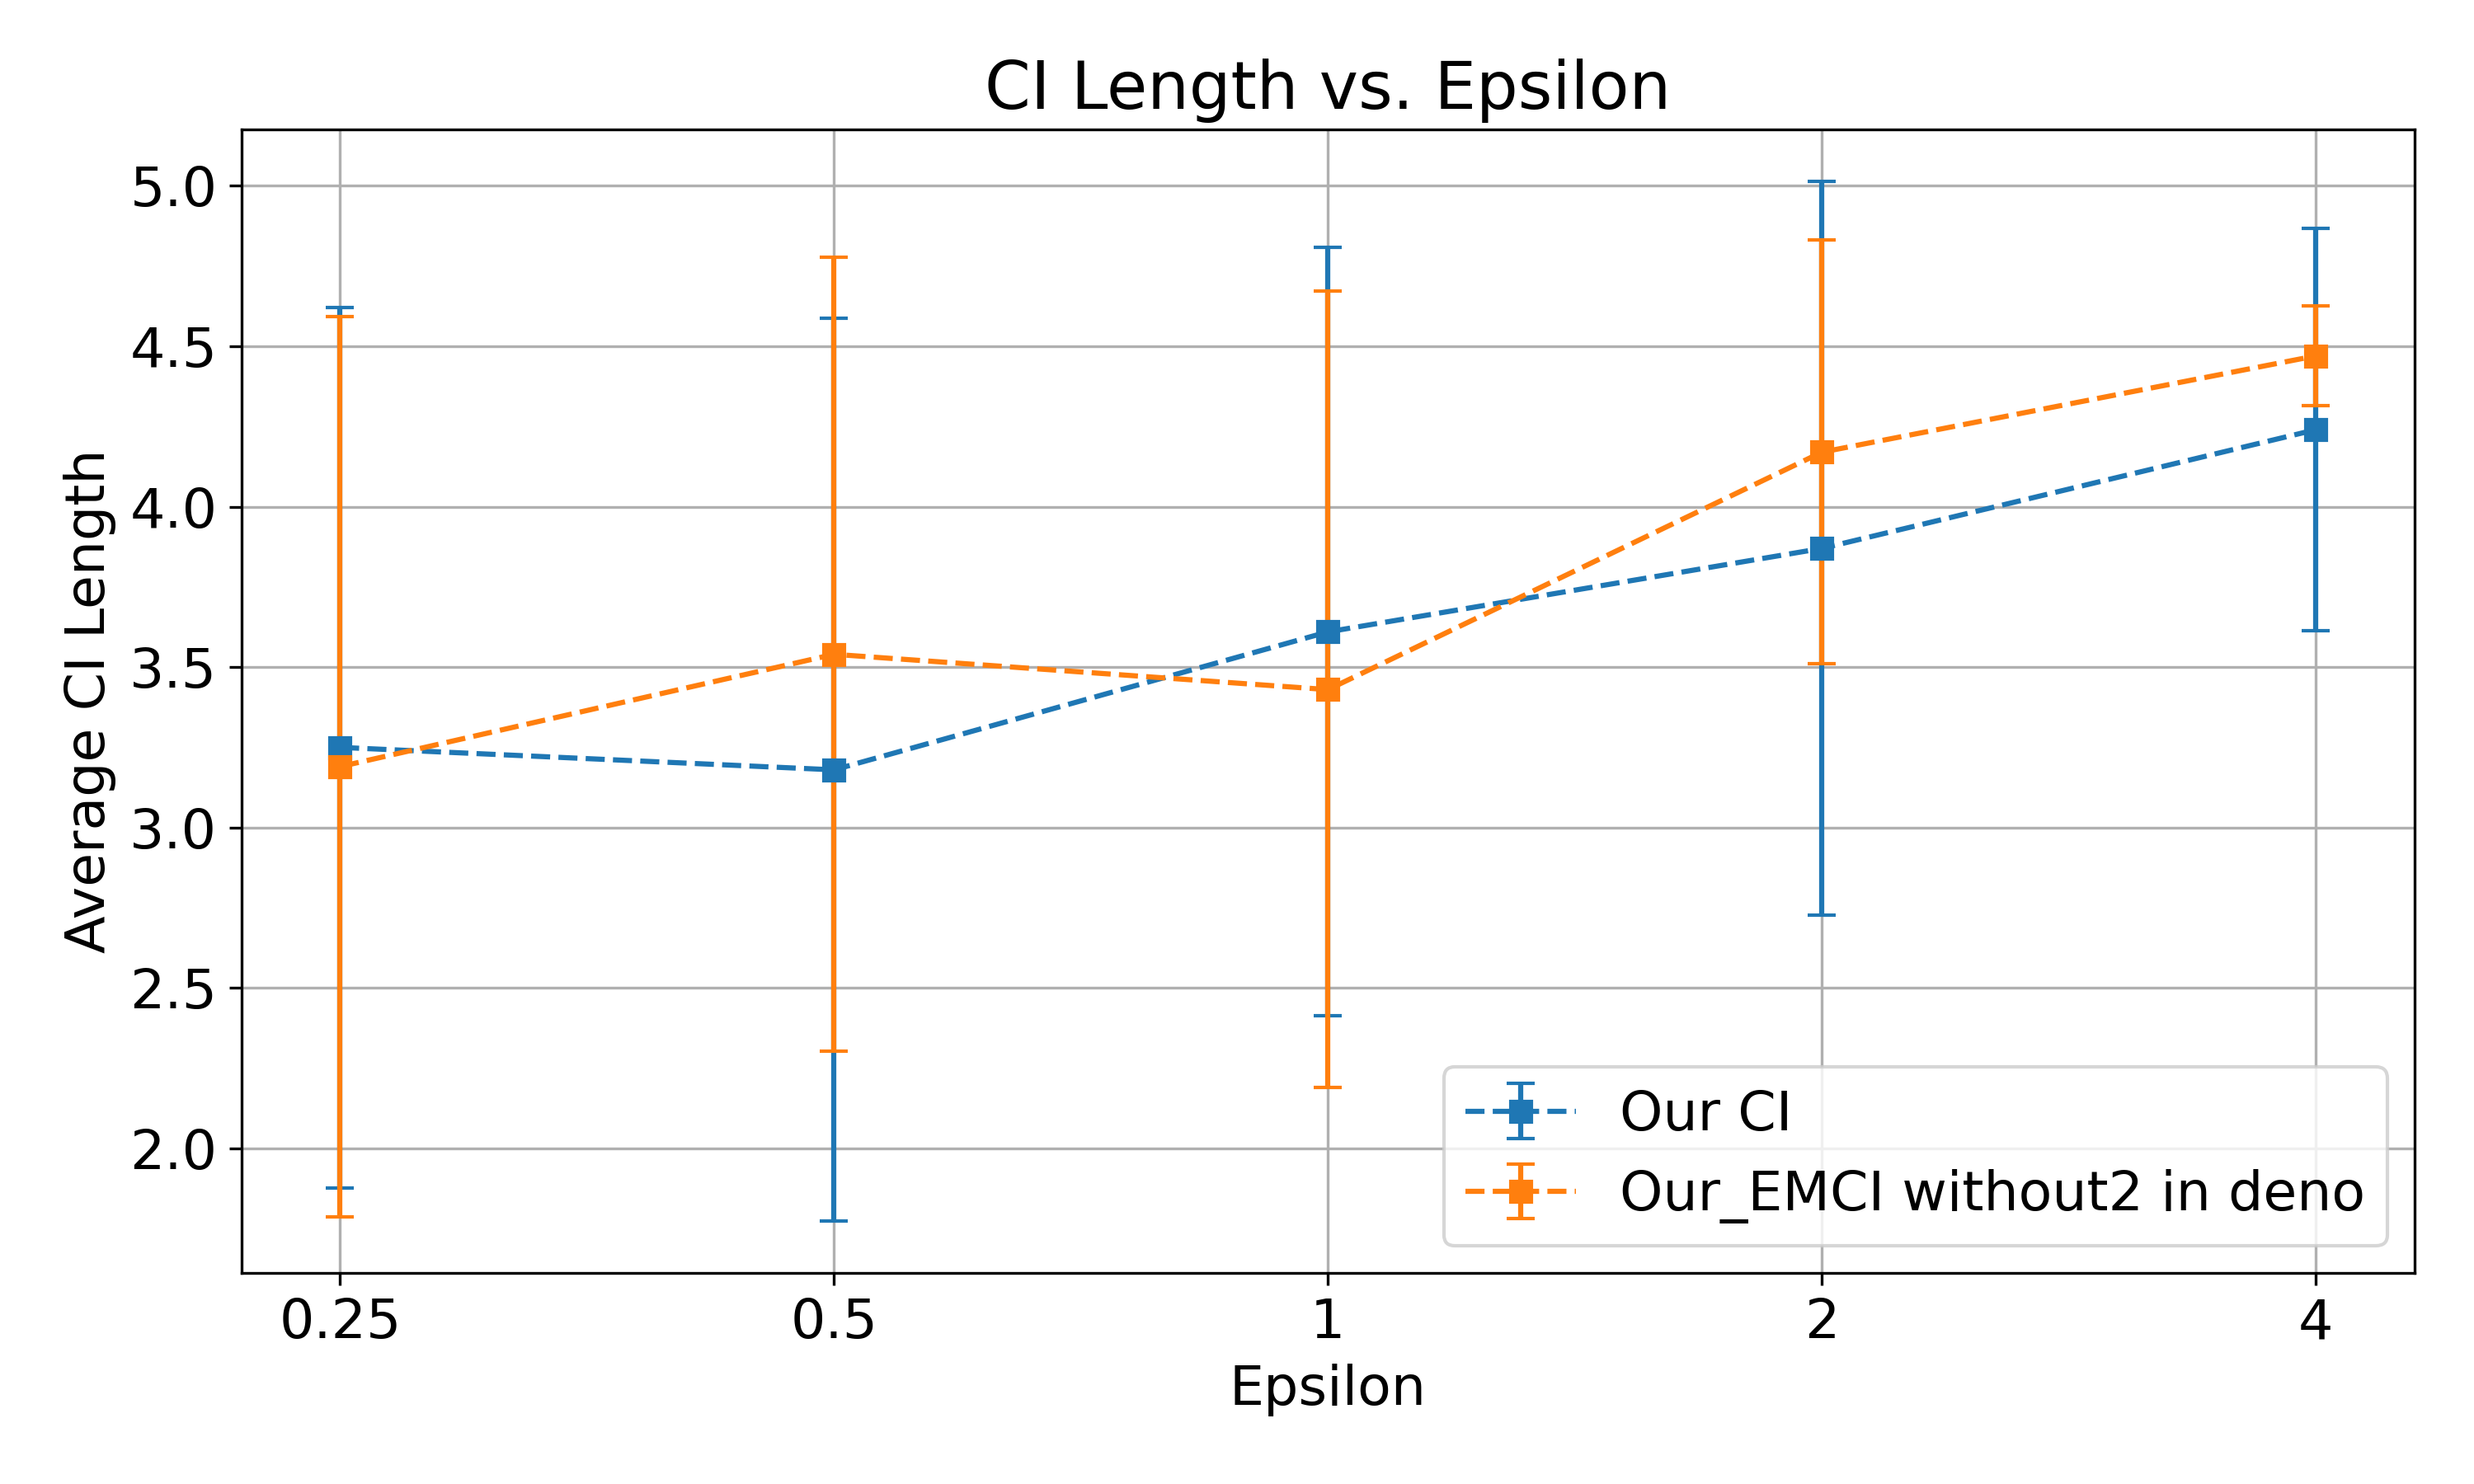 CI Length vs. Epsilon
Average CI Length
5.0
4.5
4.0
3.5
3.0
2.5
2.0
Our CI
Our_EMCI without2 in deno
0.25 0.5 1 2 4
Epsilon